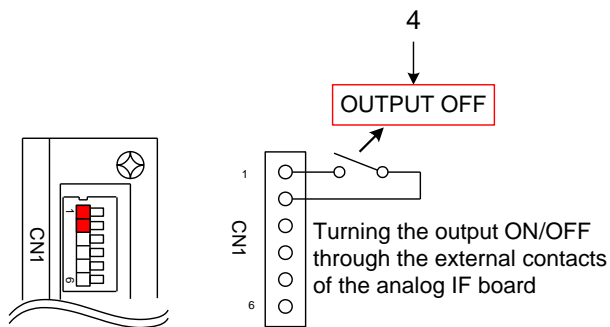 4
OUTPUT OFF
1
6
CN1
1
6
CN1
Turning the output ON/OFF
through the external contacts
of the analog IF board